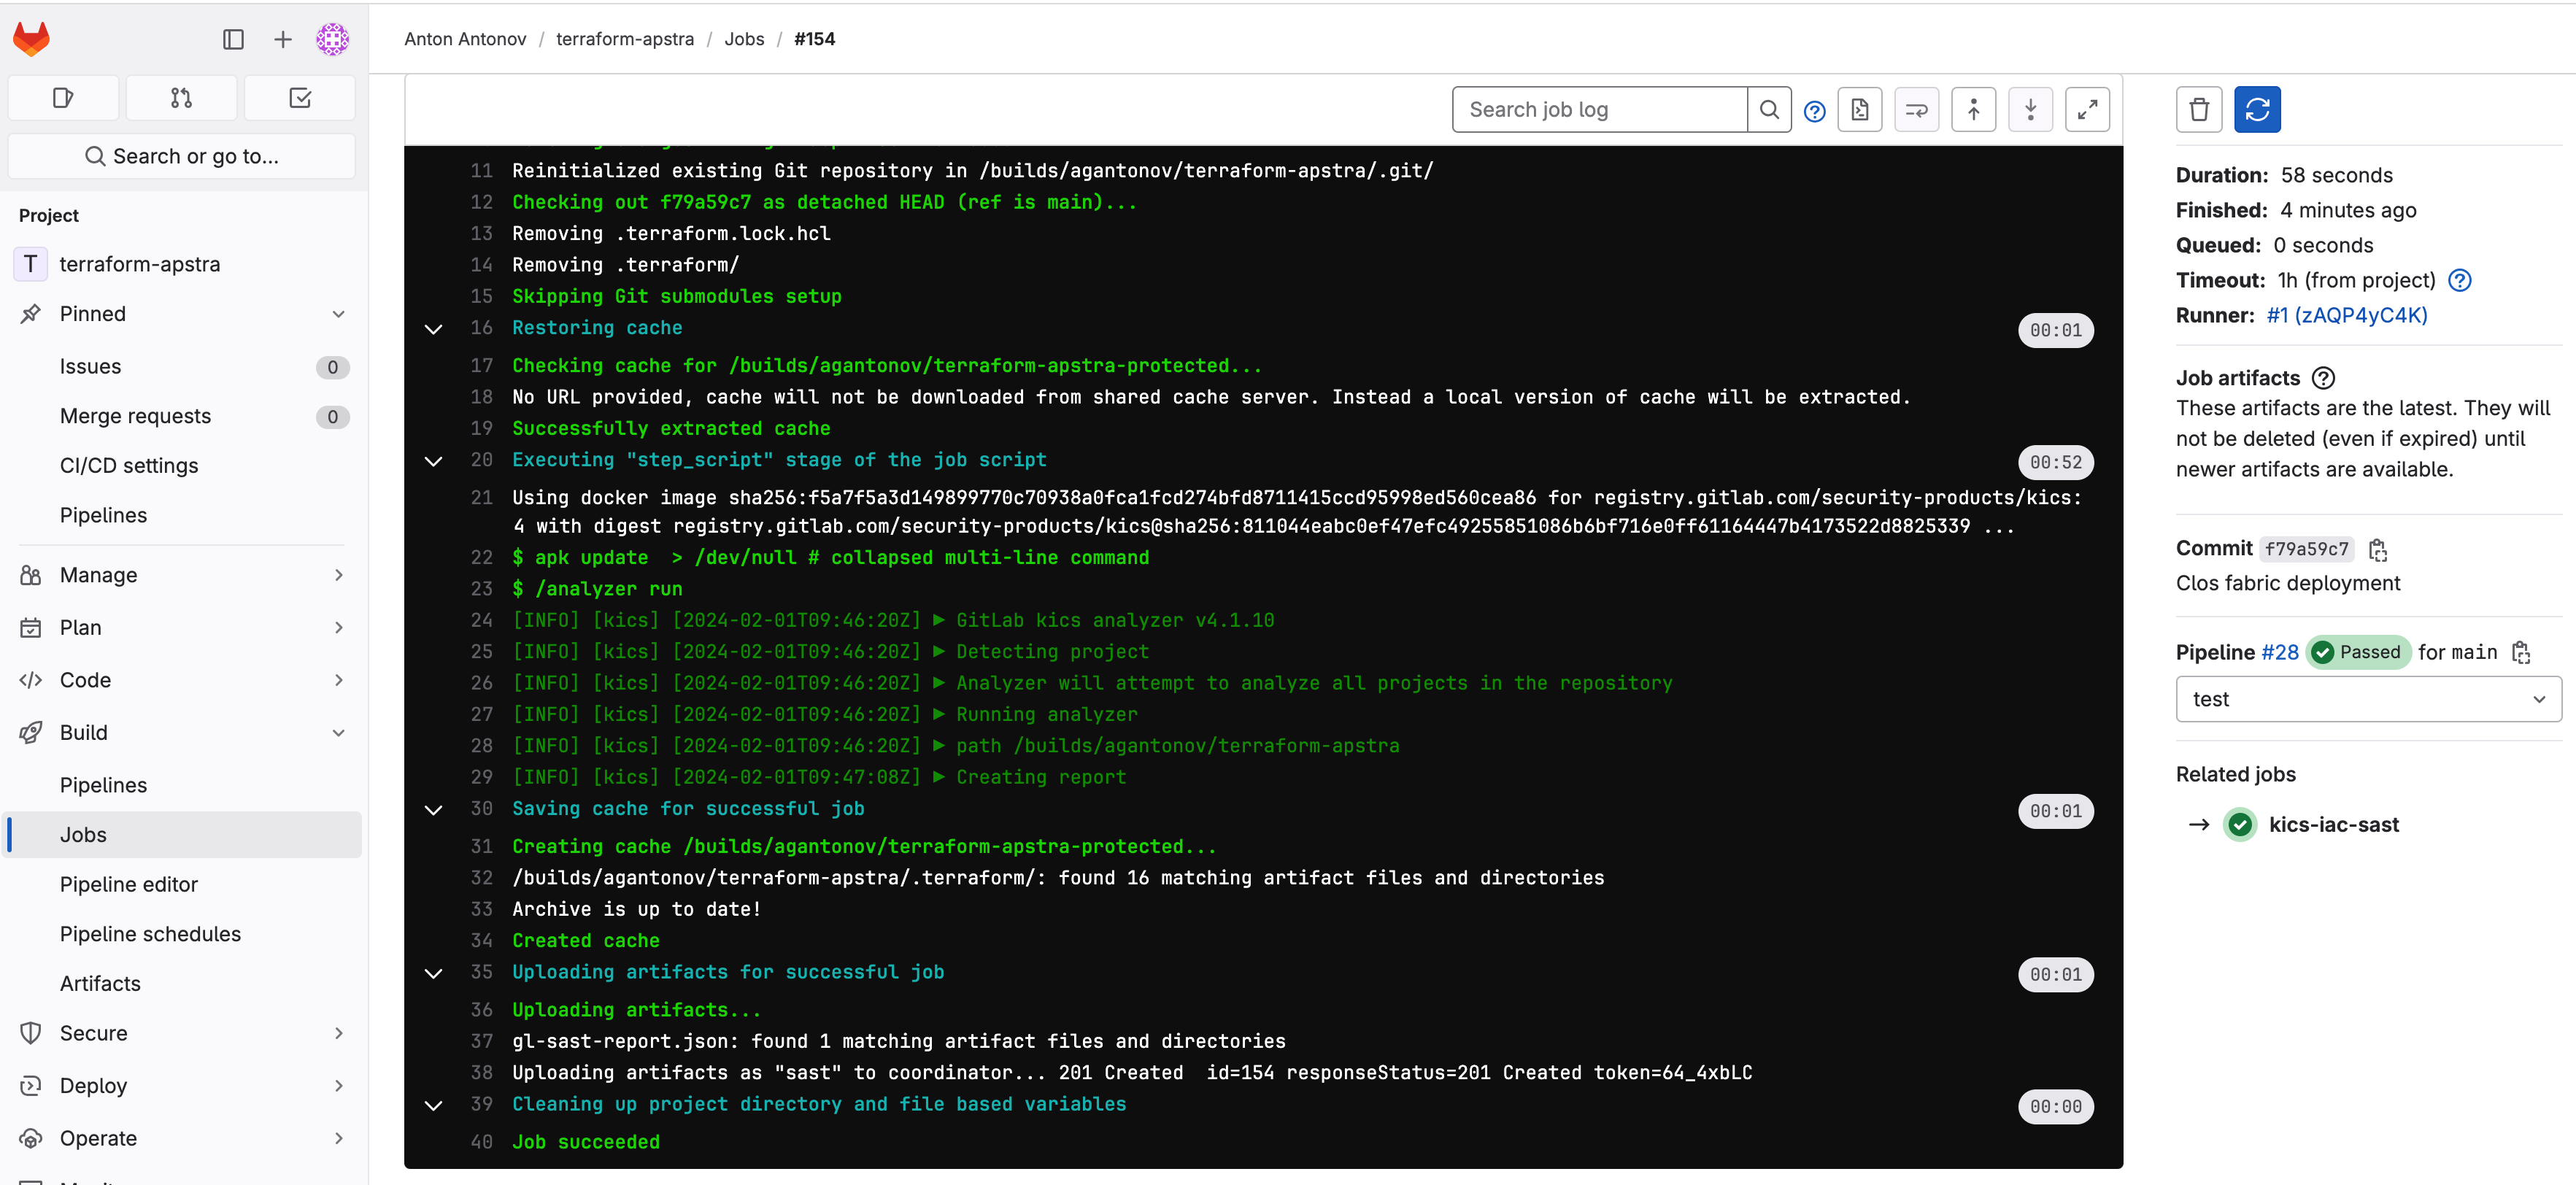 Anton Antonov / terraform-apstra / Jobs / #154
Search or go to...
Project
T terraform-apstra
Pinned
Issues 0
Merge requests 0
CI/CD settings
Pipelines
Manage
Plan
Code
Build
Pipelines
Jobs
Pipeline editor
Pipeline schedules
Artifacts
Secure
Deploy
Operate
Search job log
11 Reinitialized existing Git repository in /builds/agantonov/terraform-apstra/.git/
12 Checking out f79a59c7 as detached HEAD (ref is main)...
13 Removing .terraform.lock.hcl
14 Removing .terraform/
15 Skipping Git submodules setup
16 Restoring cache 00:01
17 Checking cache for /builds/agantonov/terraform-apstra-protected...
18 No URL provided, cache will not be downloaded from shared cache server. Instead a local version of cache will be extracted.
19 Successfully extracted cache
20 Executing "step_script" stage of the job script 00:52
21 Using docker image sha256:f5a7f5a3d149899770c70938a0fca1fcd274bfd8711415ccd95998ed560cea86 for registry.gitlab.com/security-products/kics:
4 with digest registry.gitlab.com/security-products/kics@sha256:811044eabc0ef47efc49255851086b6bf716e0ff61164447b4173522d8825339 ...
22 $ apk update  > /dev/null # collapsed multi-line command
23 $ /analyzer run
24 [INFO] [kics] [2024-02-01T09:46:20Z] ▶ GitLab kics analyzer v4.1.10
25 [INFO] [kics] [2024-02-01T09:46:20Z] ▶ Detecting project
26 [INFO] [kics] [2024-02-01T09:46:20Z] ▶ Analyzer will attempt to analyze all projects in the repository
27 [INFO] [kics] [2024-02-01T09:46:20Z] ▶ Running analyzer
28 [INFO] [kics] [2024-02-01T09:46:20Z] ▶ path /builds/agantonov/terraform-apstra
29 [INFO] [kics] [2024-02-01T09:47:08Z] ▶ Creating report
30 Saving cache for successful job 00:01
31 Creating cache /builds/agantonov/terraform-apstra-protected...
32 /builds/agantonov/terraform-apstra/.terraform/: found 16 matching artifact files and directories
33 Archive is up to date!
34 Created cache
35 Uploading artifacts for successful job 00:01
36 Uploading artifacts...
37 gl-sast-report.json: found 1 matching artifact files and directories
38 Uploading artifacts as "sast" to coordinator... 201 Created  id=154 responseStatus=201 Created token=64_4xbLC
39 Cleaning up project directory and file based variables 00:00
40 Job succeeded
Duration: 58 seconds
Finished: 4 minutes ago
Queued: 0 seconds
Timeout: 1h (from project)
Runner: #1 (zAQP4yC4K)
Job artifacts
These artifacts are the latest. They will
not be deleted (even if expired) until
newer artifacts are available.
Commit f79a59c7
Clos fabric deployment
Pipeline #28 Passed for main
test
Related jobs
→ kics-iac-sast